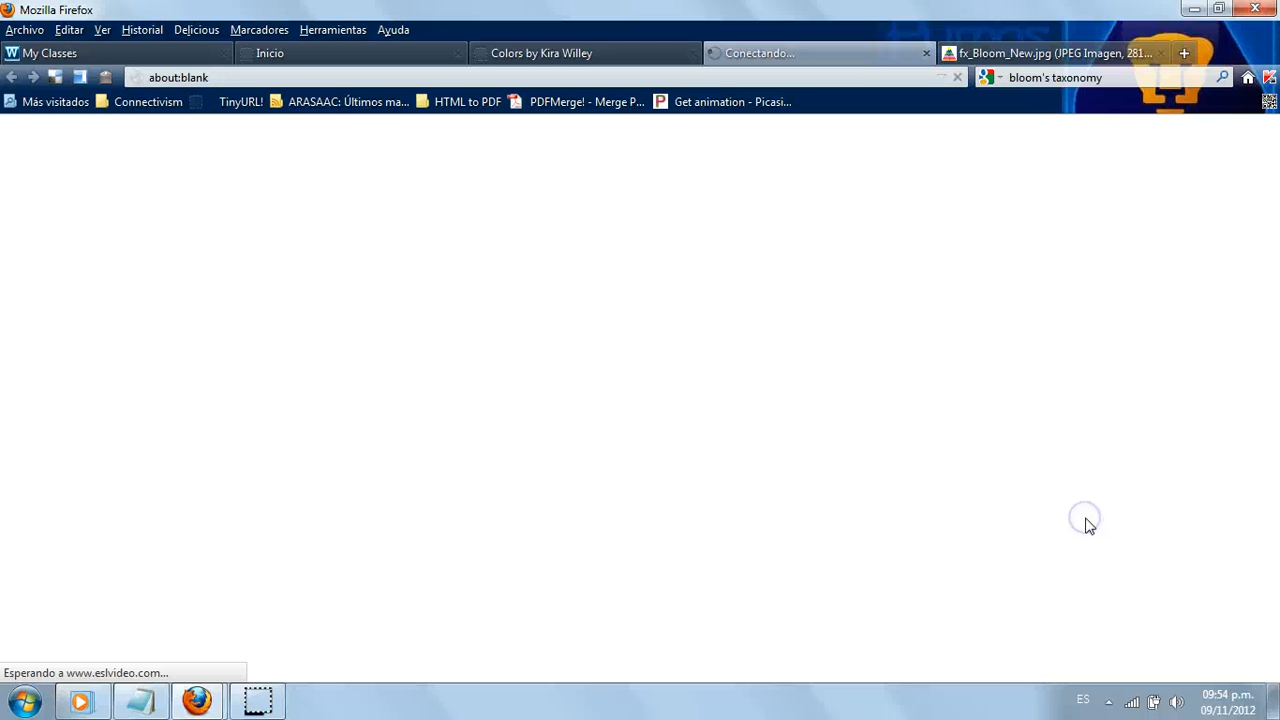 Mozilla Firefox
Archivo Editar Ver Historial Delicious Marcadores Herramientas Ayuda
My Classes Inicio Colors by Kira Willey Conectando... fx_Bloom_New.jpg (JPEG Imagen, 281...
about:blank bloom's taxonomy
Más visitados Connectivism TinyURL! ARASAAC: Últimos ma... HTML to PDF PDFMerge! - Merge P... Get animation - Picasi...
Esperando a www.eslvideo.com...
ES 09:54 p.m.
09/11/2012